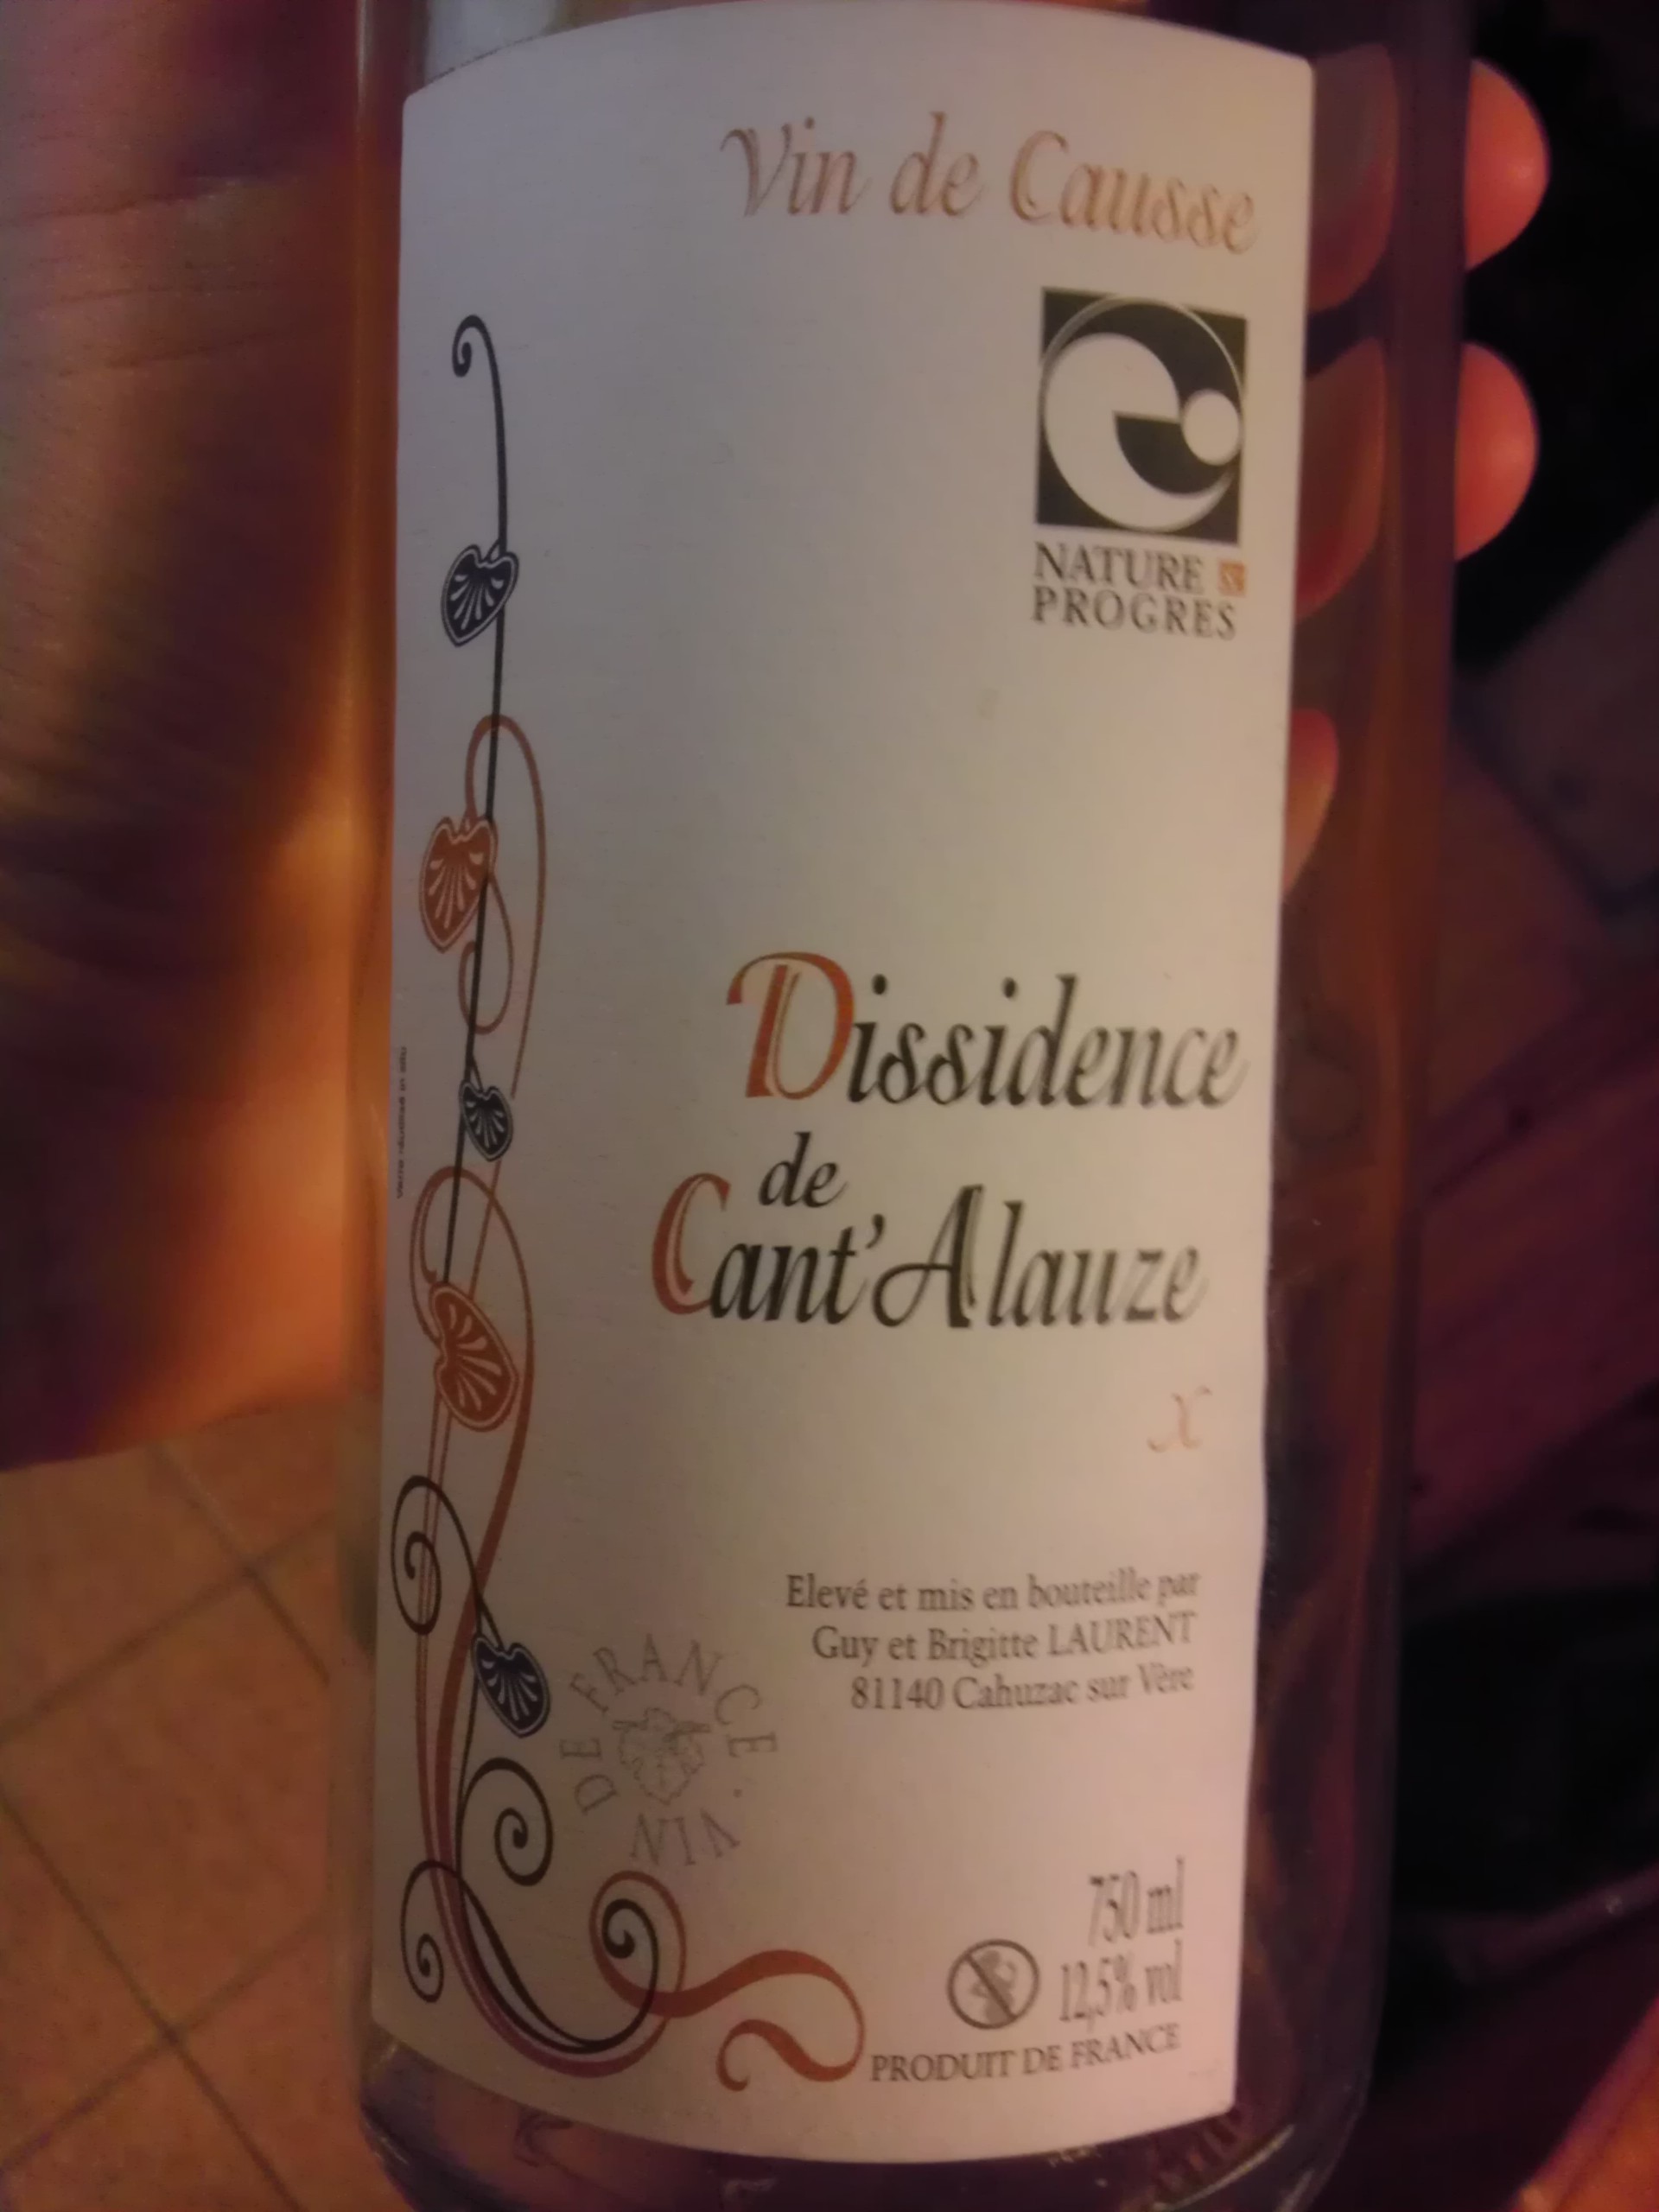 Vin de Causse
NATURE &
PROGRES
Dissidence
de
Cant'Alauze
X
Elevé et mis en bouteille par
Guy et Brigitte LAURENT
81140 Cahuzac sur Vère
VIN DE FRANCE
750 ml
12,5% vol
PRODUIT DE FRANCE